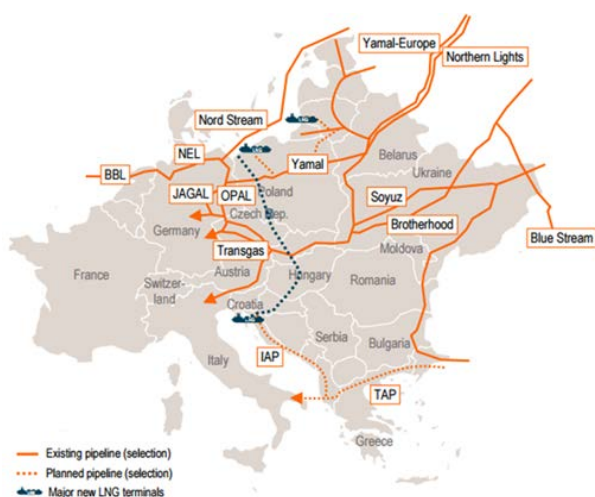 Yamal-Europe
Northern Lights
Nord Stream
LNG
LNG
NEL
BBL
Yamal
Belarus
Ukraine
JAGAL
OPAL
Poland
Soyuz
Czech Rep.
Germany
Brotherhood
Transgas
Moldova
Blue Stream
France
Austria
Hungary
Switzer-
land
Romania
Croatia
Serbia
Bulgaria
Italy
IAP
TAP
Greece
Existing pipeline (selection)
Planned pipeline (selection)
Major new LNG terminals